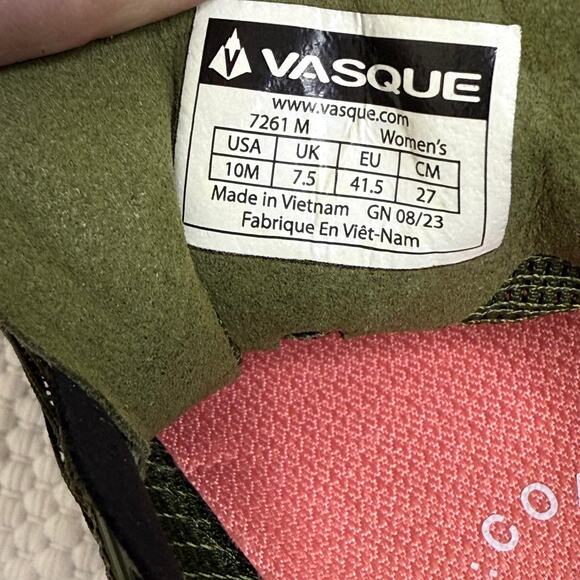 VASQUE
www.vasque.com
7261 M Women's
USA UK EU CM
10M 7.5 41.5 27
Made in Vietnam GN 08/23
Fabrique En Viêt-Nam